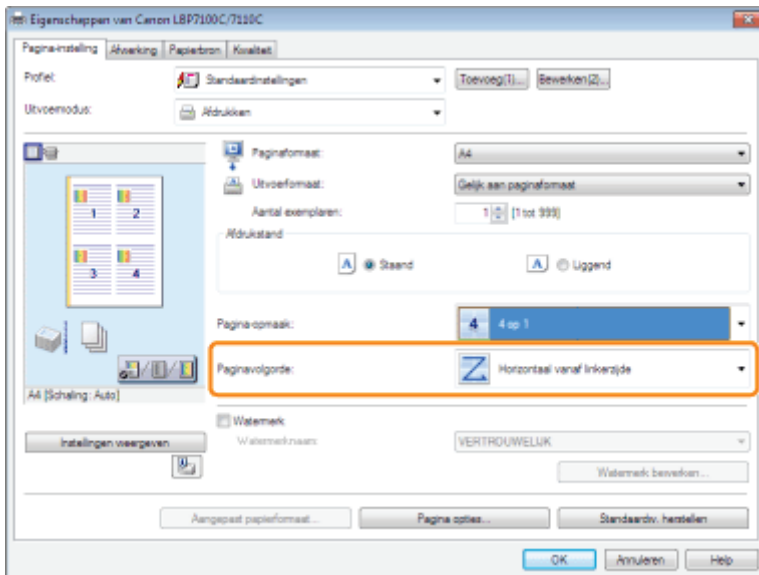 Eigenschappen van Canon LBP7100C/7110C
Pagina-instelling Afwerking Papierbron Kwaliteit
Profiel: Standaardinstellingen Toevoeg(1)... Bewerken(2)...
Uitvoermodus: Afdrukken
Paginaformaat: A4
Uitvoerformaat: Gelijk aan paginaformaat
Aantal exemplaren: 1 [1 tot 999]
Afdrukstand
A Staand A Liggend
1 2
3 4
Pagina-opmaak: 4 4 op 1
Paginavolgorde: Z Horizontaal vanaf linkerzijde
A4 [Schaling: Auto]
Watermerk
Instellingen weergeven Watermerknaam: VERTROUWELIJK
Watermerk bewerken...
Aangepast papierformaat... Pagina opties... Standaardw. herstellen
OK Annuleren Help